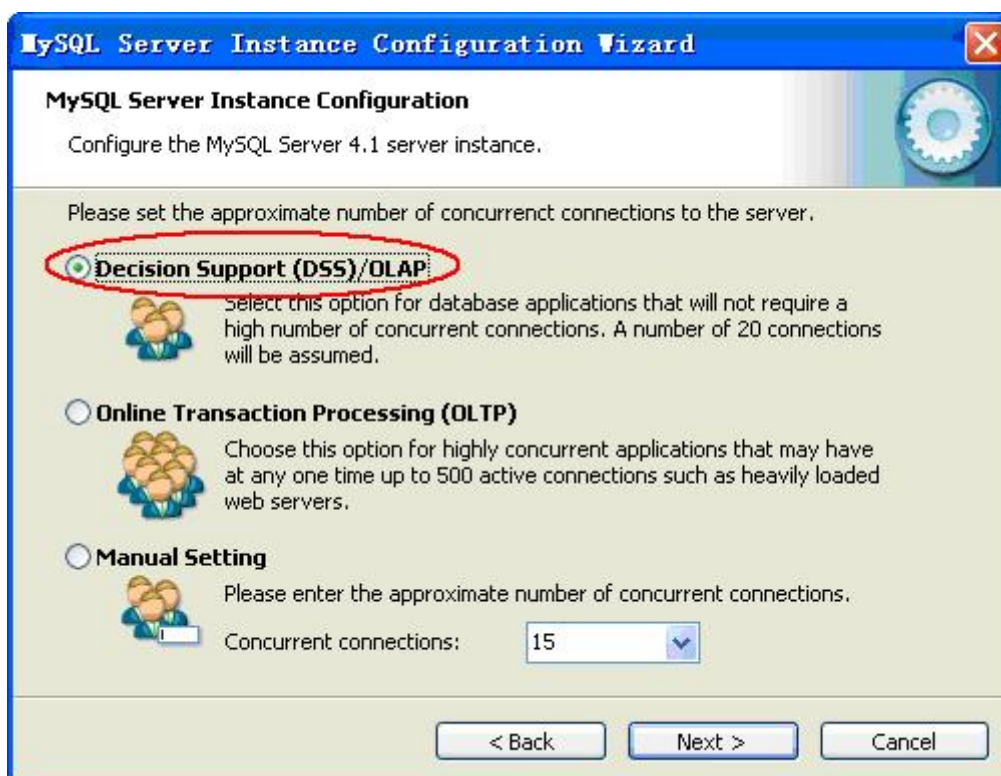 MySQL Server Instance Configuration Wizard
MySQL Server Instance Configuration
Configure the MySQL Server 4.1 server instance.
Please set the approximate number of concurrenct connections to the server.
Decision Support (DSS)/OLAP
Select this option for database applications that will not require a
high number of concurrent connections. A number of 20 connections
will be assumed.
Online Transaction Processing (OLTP)
Choose this option for highly concurrent applications that may have
at any one time up to 500 active connections such as heavily loaded
web servers.
Manual Setting
Please enter the approximate number of concurrent connections.
Concurrent connections: 15
< Back Next > Cancel